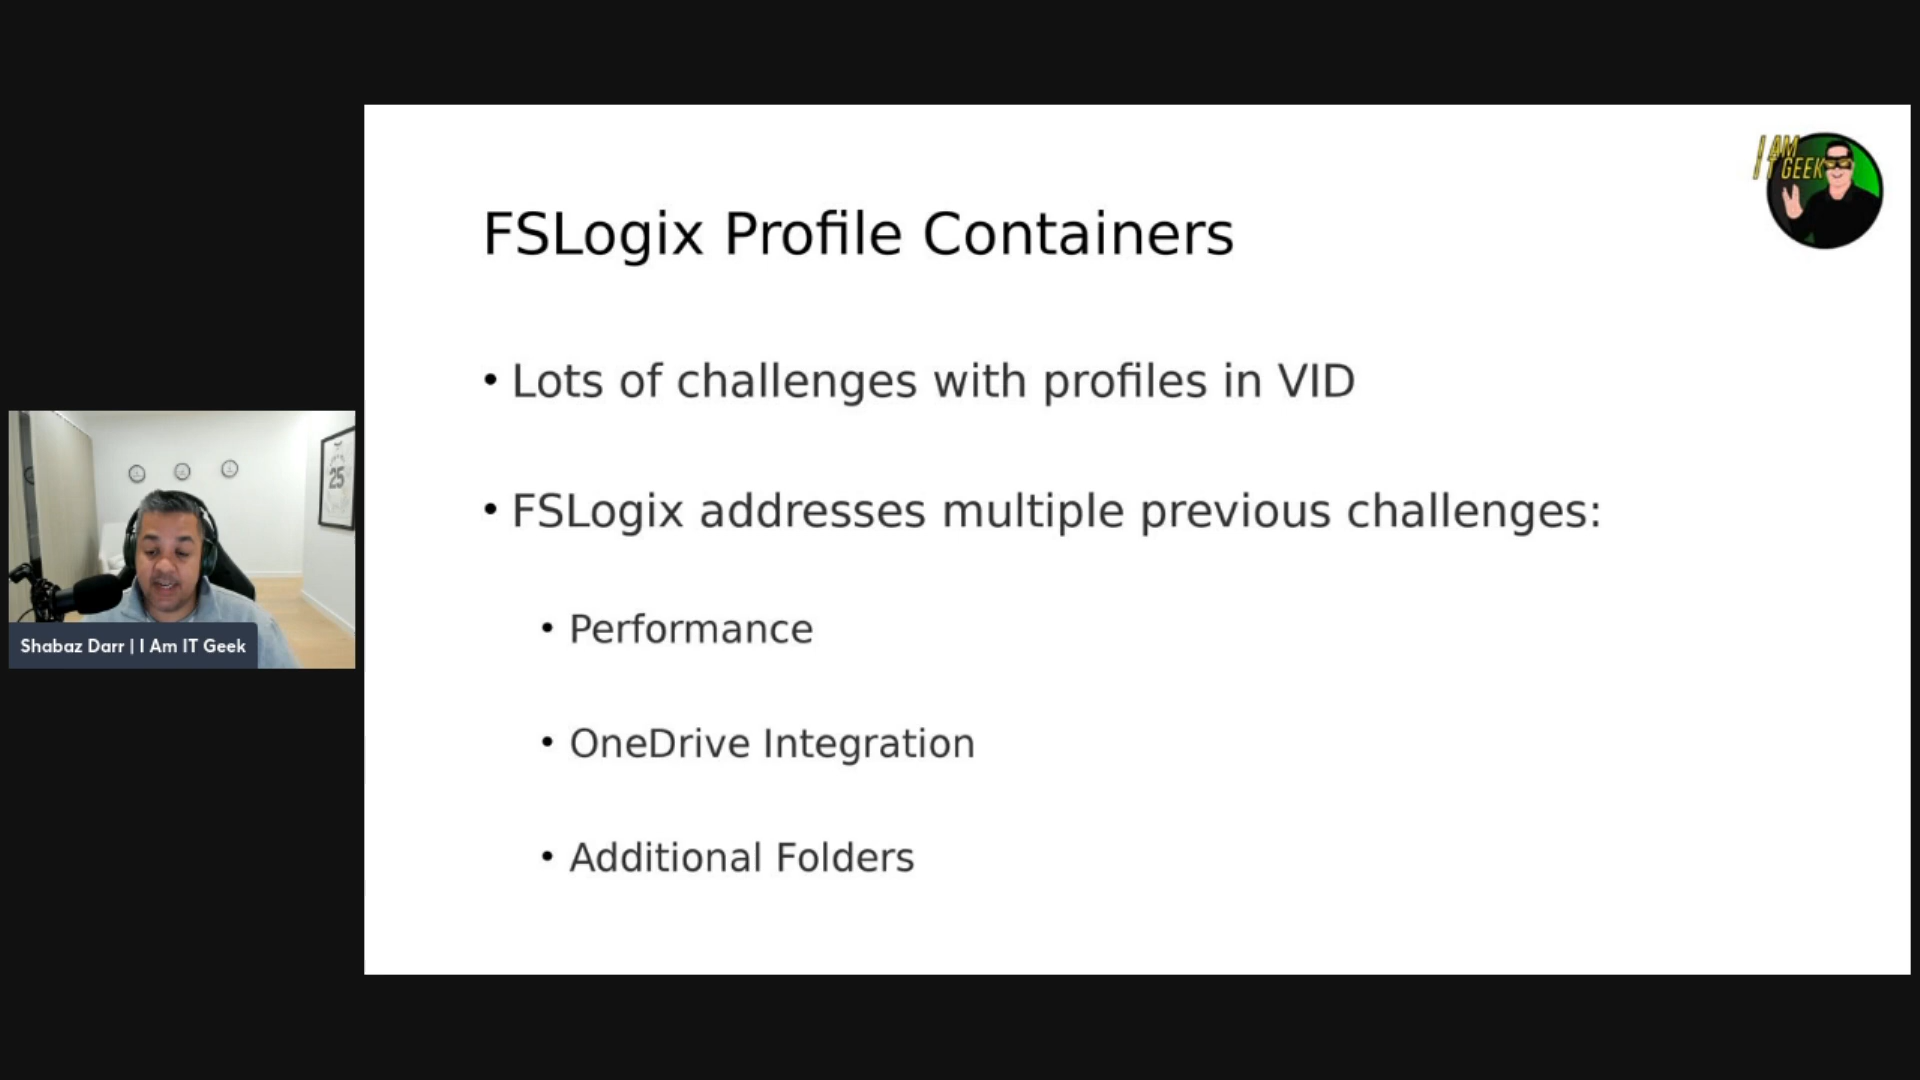 I AM
IT GEEK
FSLogix Profile Containers
• Lots of challenges with profiles in VID
• FSLogix addresses multiple previous challenges:
• Performance
• OneDrive Integration
• Additional Folders
25
Shabaz Darr | I Am IT Geek